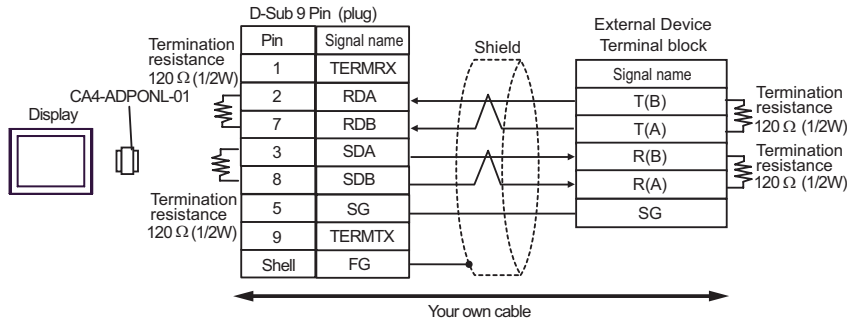 D-Sub 9 Pin (plug)
Pin Signal name
1 TERMRX
2 RDA
7 RDB
3 SDA
8 SDB
5 SG
9 TERMTX
Shell FG
Termination
resistance
120 Ω (1/2W)
CA4-ADPONL-01
Display
Termination
resistance
120 Ω (1/2W)
Shield
External Device
Terminal block
Signal name
T(B)
T(A)
R(B)
R(A)
SG
Termination
resistance
120 Ω (1/2W)
Termination
resistance
120 Ω (1/2W)
Your own cable